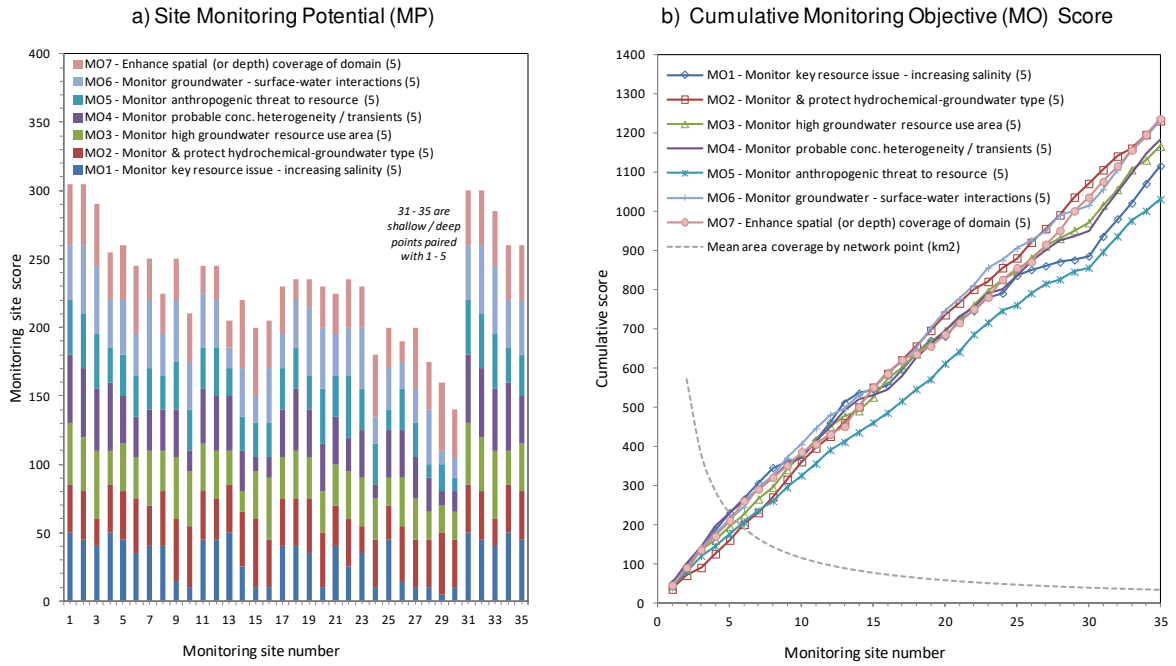 a) Site Monitoring Potential (MP)
400
350
300
250
200
150
100
50
0
Monitoring site score
MO7 - Enhance spatial (or depth) coverage of domain (5)
MO6 - Monitor groundwater - surface-water interactions (5)
MO5 - Monitor anthropogenic threat to resource (5)
MO4 - Monitor probable conc. heterogeneity / transients (5)
MO3 - Monitor high groundwater resource use area (5)
MO2 - Monitor & protect hydrochemical-groundwater type (5)
MO1 - Monitor key resource issue - increasing salinity (5)
31 - 35 are
shallow / deep
points paired
with 1 - 5
1 3 5 7 9 11 13 15 17 19 21 23 25 27 29 31 33 35
Monitoring site number
b) Cumulative Monitoring Objective (MO) Score
1400
1300
1200
1100
1000
900
800
700
600
500
400
300
200
100
0
Cumulative score
MO1 - Monitor key resource issue - increasing salinity (5)
MO2 - Monitor & protect hydrochemical-groundwater type (5)
MO3 - Monitor high groundwater resource use area (5)
MO4 - Monitor probable conc. heterogeneity / transients (5)
MO5 - Monitor anthropogenic threat to resource (5)
MO6 - Monitor groundwater - surface-water interactions (5)
MO7 - Enhance spatial (or depth) coverage of domain (5)
Mean area coverage by network point (km2)
0 5 10 15 20 25 30 35
Monitoring site number